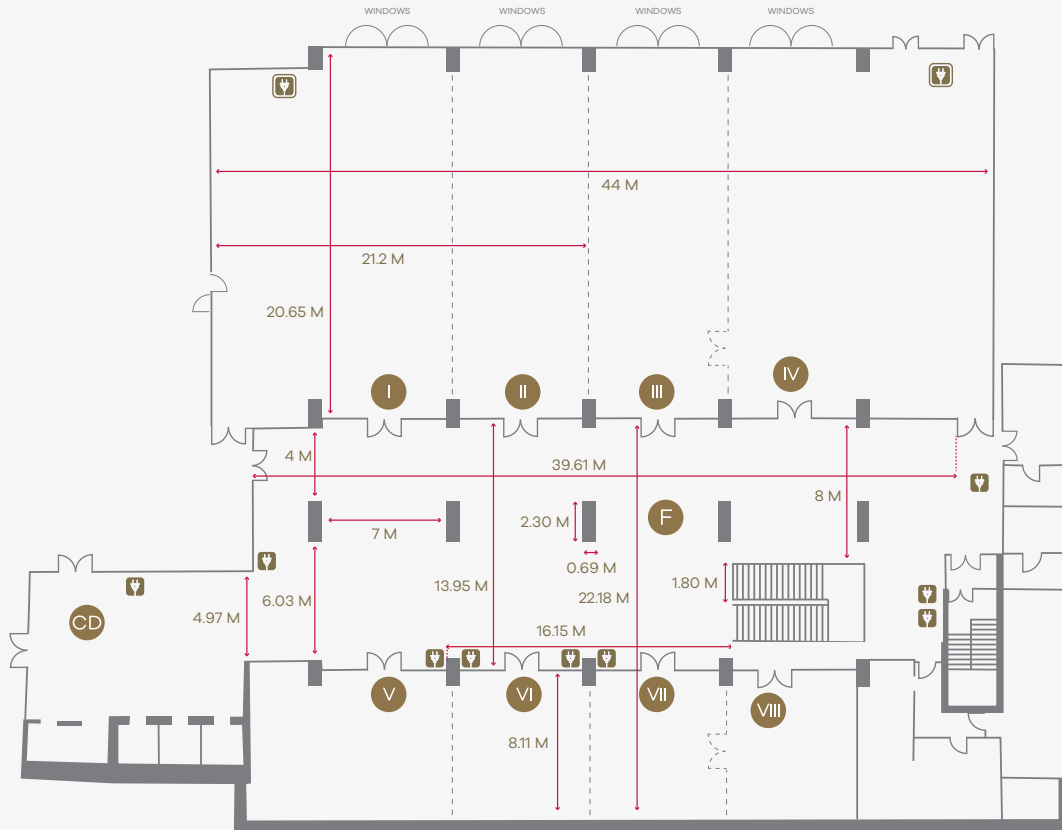 WINDOWS
WINDOWS
WINDOWS
WINDOWS
44 M
21.2 M
20.65 M
I
II
III
IV
4 M
39.61 M
8 M
7 M
2.30 M
F
0.69 M
13.95 M
22.18 M
1.80 M
6.03 M
4.97 M
CD
16.15 M
V
VI
VII
VIII
8.11 M